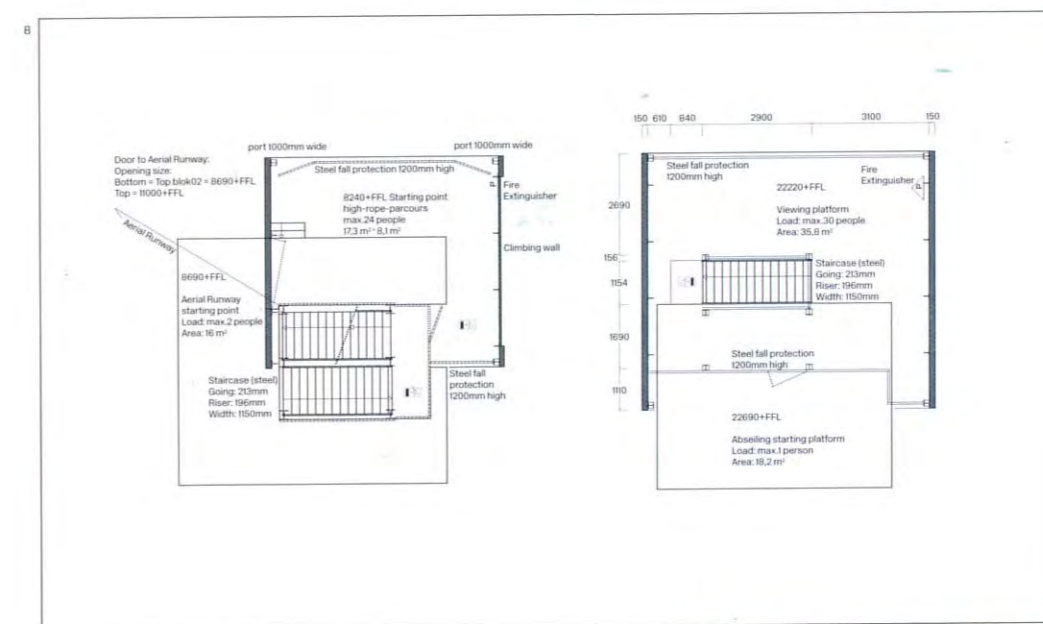 8
port 1000mm wide
port 1000mm wide
Door to Aerial Runway:
Opening size:
Bottom = Top blok02 = 8690+FFL
Top = 11000+FFL
Aerial Runway
Steel fall protection 1200mm high
8240+FFL Starting point
high-rope-parcours
max.24 people
17,3 m² * 8,1 m²
Fire
Extinguisher
Climbing wall
8690+FFL
Aerial Runway
starting point
Load: max.2 people
Area: 16 m²
Staircase (steel)
Going: 213mm
Riser: 196mm
Width: 1150mm
Steel fall
protection
1200mm high
150 610 840 2900 3100 150
2690
156
1154
1690
1110
Steel fall protection
1200mm high
22220+FFL
Viewing platform
Load: max.30 people
Area: 35,8 m²
Fire
Extinguisher
Staircase (steel)
Going: 213mm
Riser: 196mm
Width: 1150mm
Steel fall protection
1200mm high
22690+FFL
Abseiling starting platform
Load: max.1 person
Area: 18,2 m²